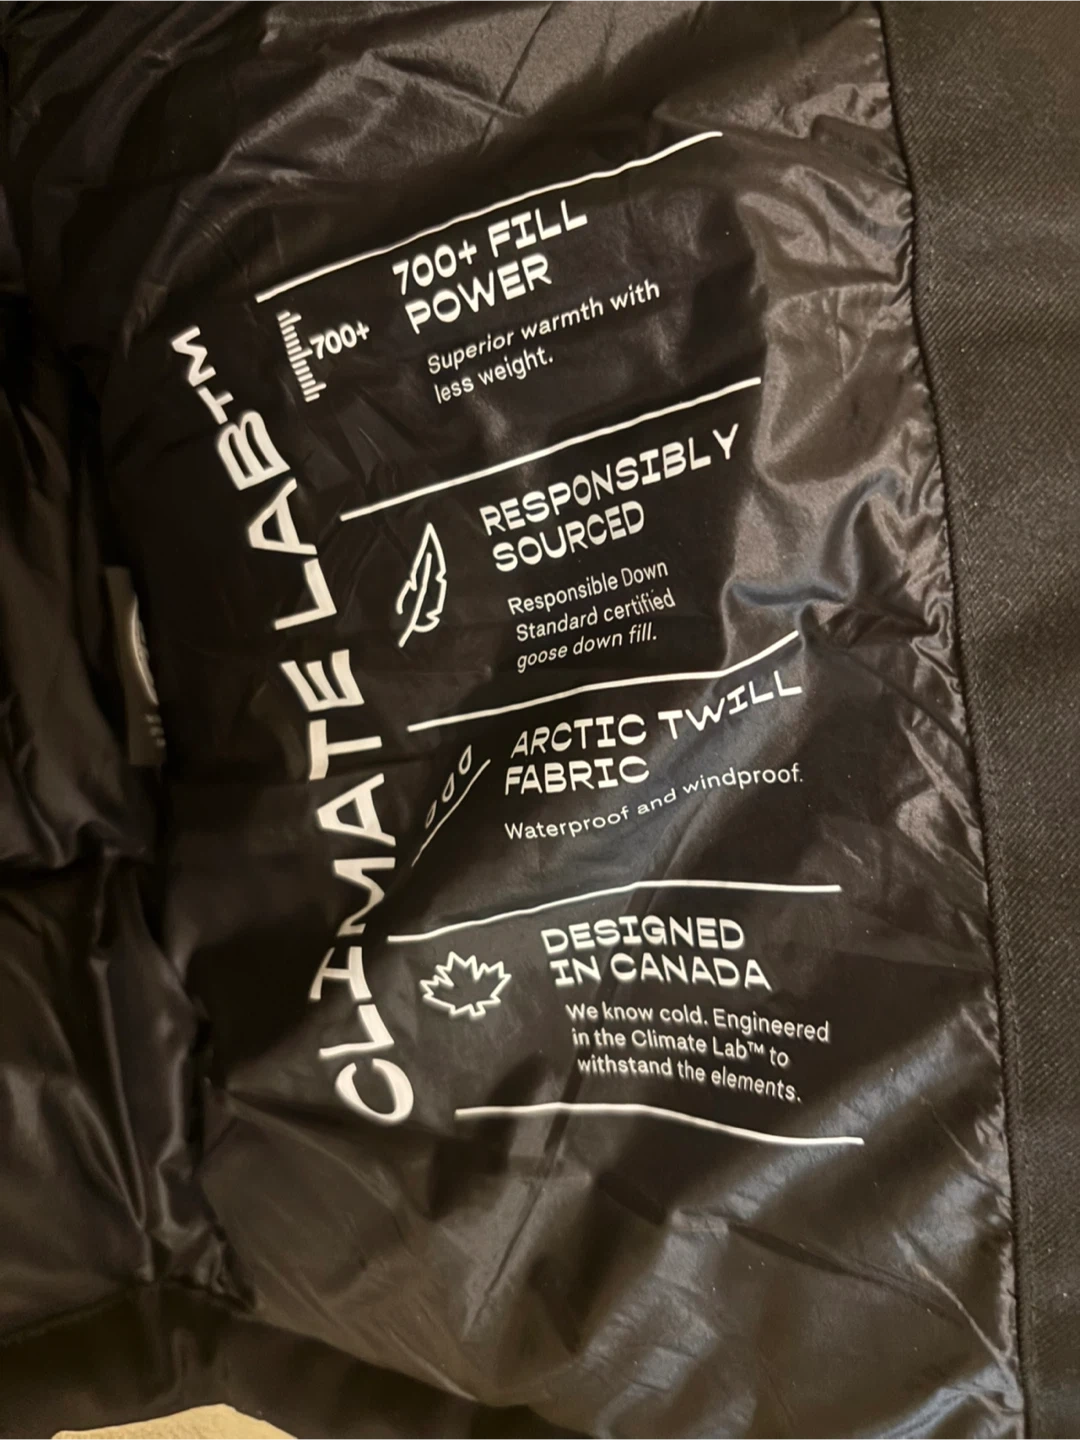 CLIMATE LAB™
700+
700+ FILL
POWER
Superior warmth with
less weight.
RESPONSIBLY
SOURCED
Responsible Down
Standard certified
goose down fill.
ARCTIC TWILL
FABRIC
Waterproof and windproof.
DESIGNED
IN CANADA
We know cold. Engineered
in the Climate Lab™ to
withstand the elements.